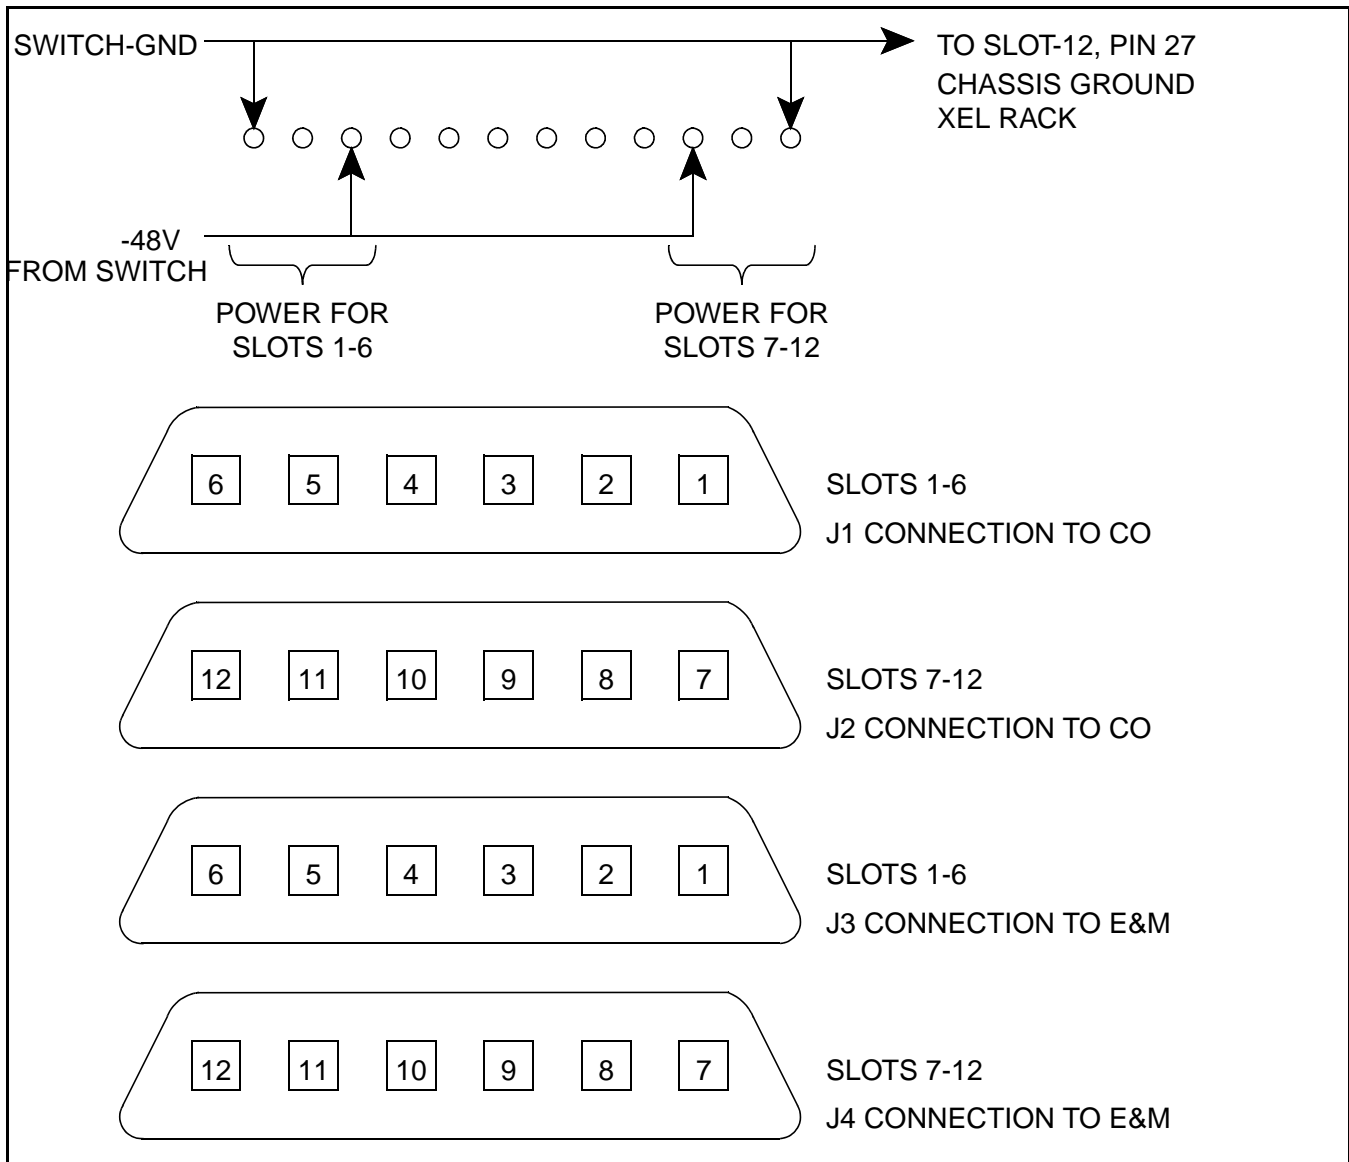 SWITCH-GND
TO SLOT-12, PIN 27
CHASSIS GROUND
XEL RACK
-48V
FROM SWITCH
POWER FOR
SLOTS 1-6
POWER FOR
SLOTS 7-12
6 5 4 3 2 1
SLOTS 1-6
J1 CONNECTION TO CO
12 11 10 9 8 7
SLOTS 7-12
J2 CONNECTION TO CO
6 5 4 3 2 1
SLOTS 1-6
J3 CONNECTION TO E&M
12 11 10 9 8 7
SLOTS 7-12
J4 CONNECTION TO E&M